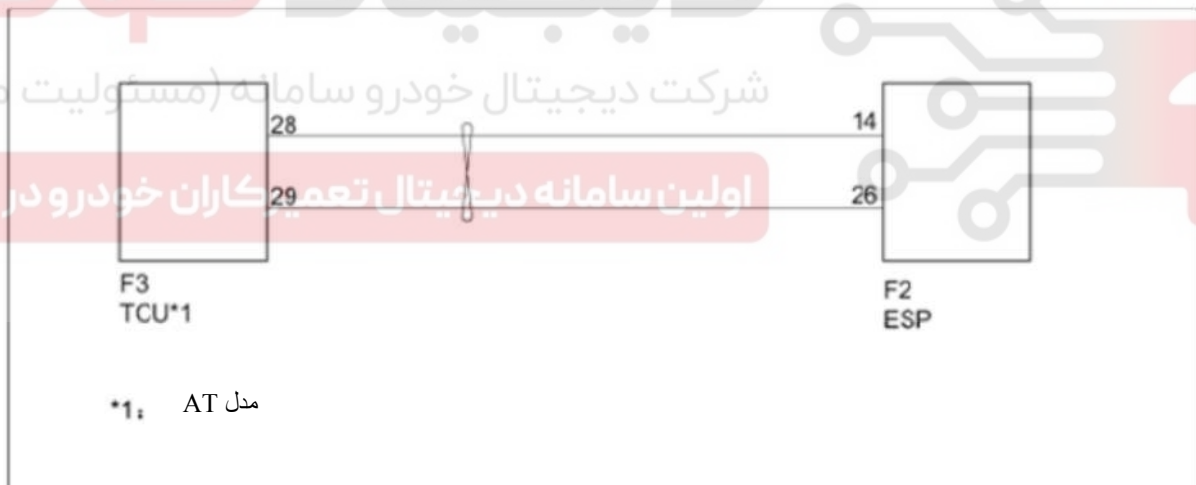 شرکت دیجیتال خودرو سامانه (مسئولیت
28
14
اولین سامانه دیجیتال تعمیرکاران خودرو در
29
26
F3
TCU*1
F2
ESP
*1: مدل AT